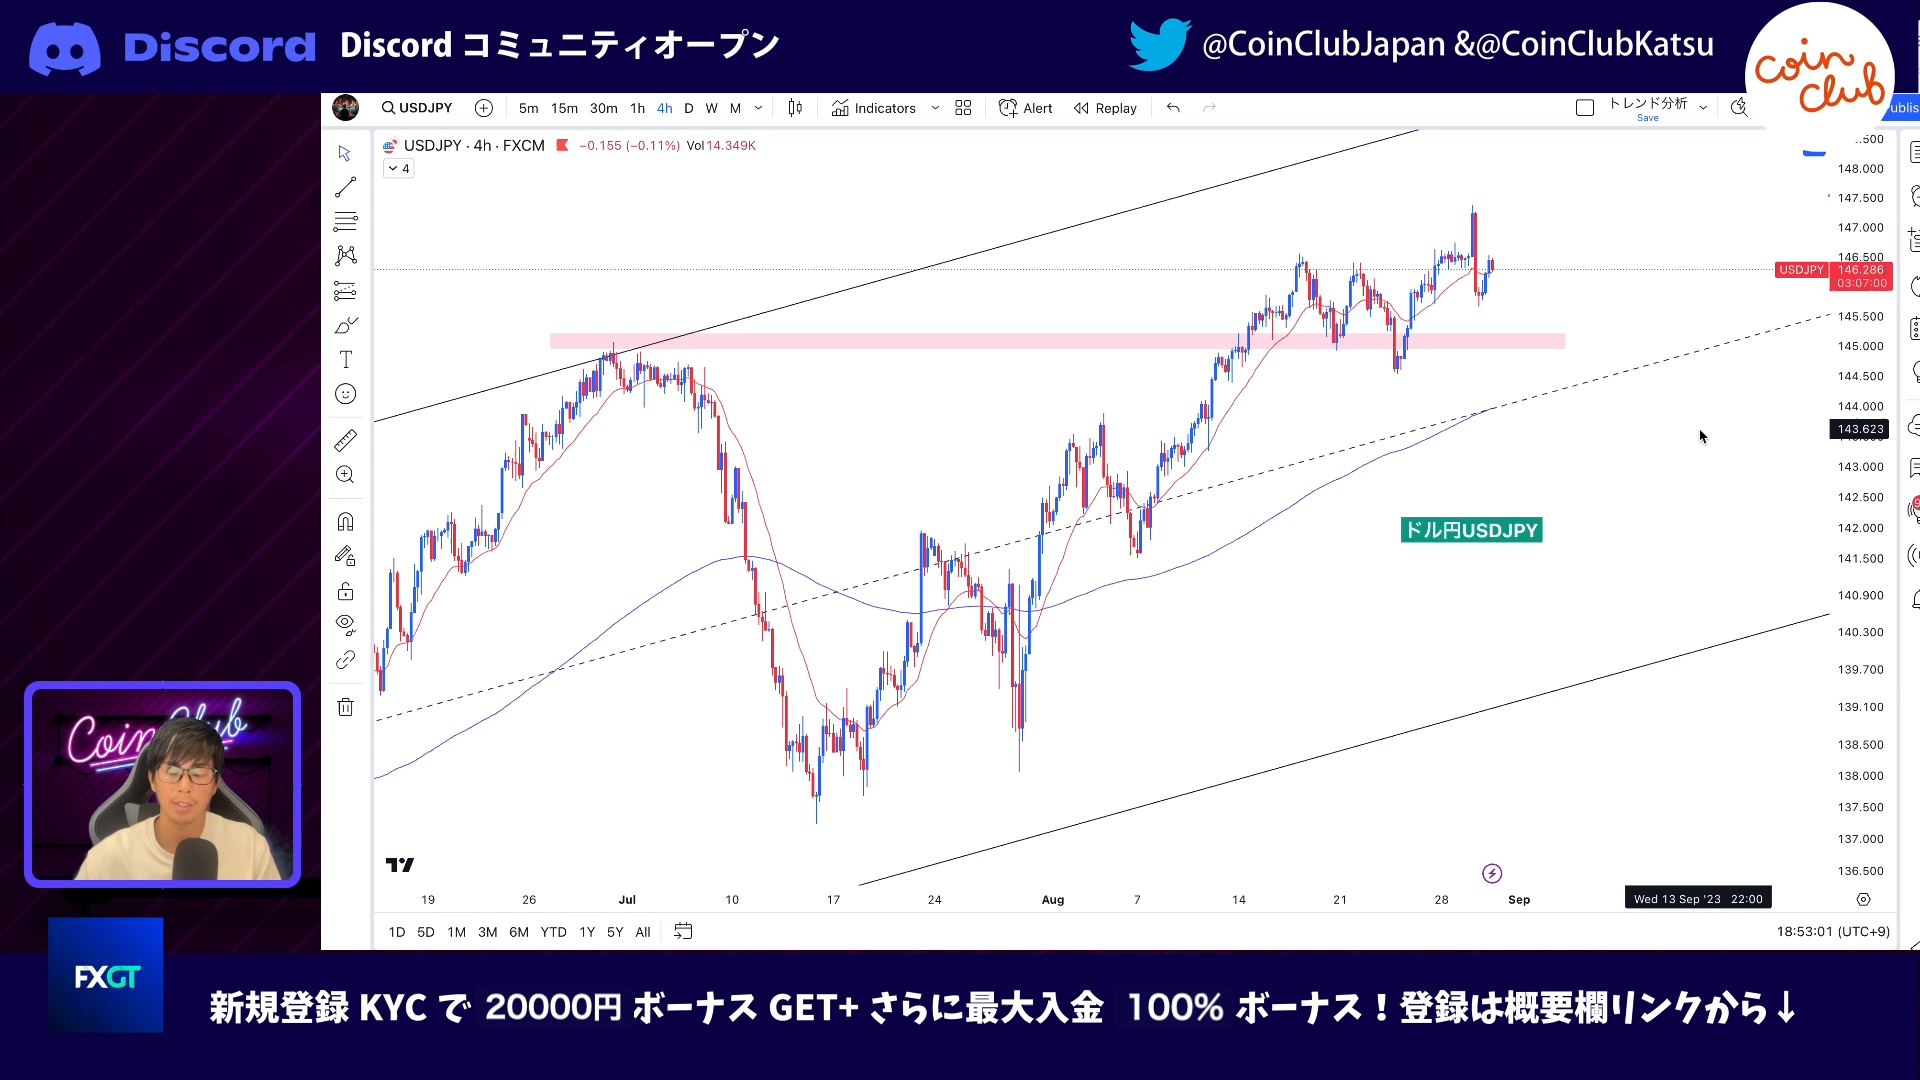 Discord Discord コミュニティオープン
@CoinClubJapan &@CoinClubKatsu
coin club
USDJPY 5m 15m 30m 1h 4h D W M Indicators Alert Replay
トレンド分析
Save
USDJPY · 4h · FXCM −0.155 (−0.11%) Vol 14.349K
4
148.000
147.500
147.000
146.500
USDJPY 146.286
03:07:00
145.500
145.000
144.500
144.000
143.623
143.000
142.500
142.000
141.500
140.900
140.300
139.700
139.100
138.500
138.000
137.500
137.000
136.500
ドル円USDJPY
Coin Club
19 26 Jul 10 17 24 Aug 7 14 21 28 Sep Wed 13 Sep '23 22:00
1D 5D 1M 3M 6M YTD 1Y 5Y All
18:53:01 (UTC+9)
FXGT
新規登録 KYC で 20000円 ボーナス GET+ さらに最大入金 100% ボーナス！登録は概要欄リンクから↓